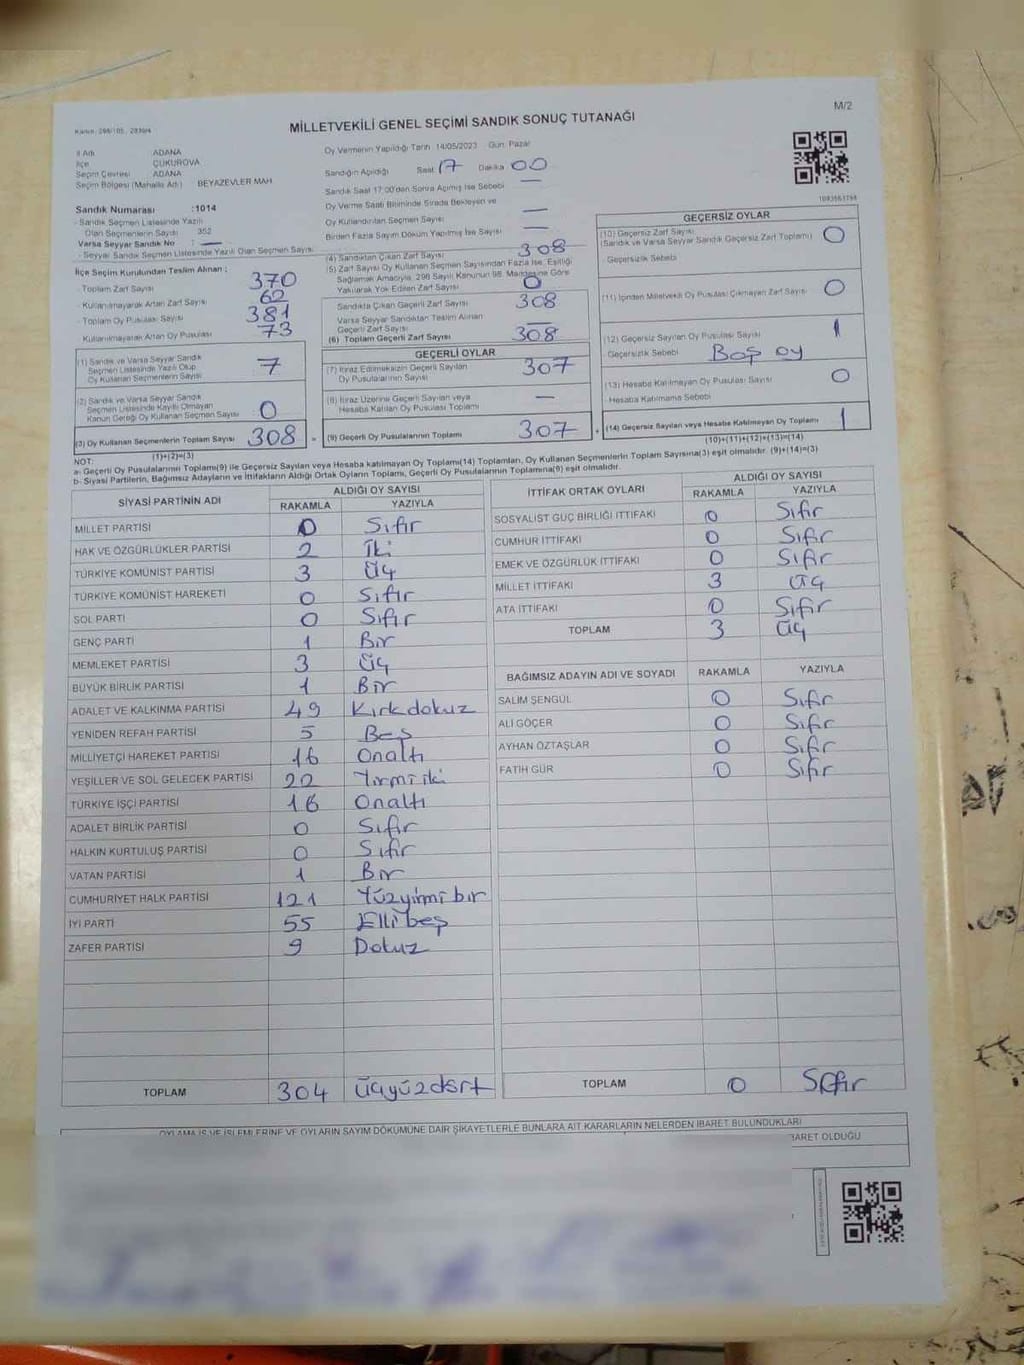 M/2
Kanun: 298/105, 2839/4
MİLLETVEKİLİ GENEL SEÇİMİ SANDIK SONUÇ TUTANAĞI
İl Adı ADANA
İlçe ÇUKUROVA
Seçim Çevresi ADANA
Seçim Bölgesi (Mahalle Adı) BEYAZEVLER MAH
Sandık Numarası :1014
- Sandık Seçmen Listesinde Yazılı
Olan Seçmenlerin Sayısı 352
Varsa Seyyar Sandık No : —
- Seyyar Sandık Seçmen Listesinde Yazılı Olan Seçmen Sayısı
İlçe Seçim Kurulundan Teslim Alınan :
- Toplam Zarf Sayısı 370
- Kullanılmayarak Artan Zarf Sayısı 62
- Toplam Oy Pusulası Sayısı 381
Kullanılmayarak Artan Oy Pusulası 73
(1) Sandık ve Varsa Seyyar Sandık
Seçmen Listesinde Yazılı Olup
Oy Kullanan Seçmenlerin Sayısı 7
(2) Sandık ve Varsa Seyyar Sandık
Seçmen Listesinde Kayıtlı Olmayan
Kanun Gereği Oy Kullanan Seçmen Sayısı 0
(3) Oy Kullanan Seçmenlerin Toplam Sayısı 308
(1)+(2)=(3)
Oy Vermenin Yapıldığı Tarih 14/05/2023 Gün Pazar
Sandığın Açıldığı Saat 17 Dakika 00
Sandık Saat 17:00'den Sonra Açılmış İse Sebebi —
Oy Verme Saati Bitiminde Sırada Bekleyen ve
Oy Kullandırılan Seçmen Sayısı —
Birden Fazla Sayım Döküm Yapılmış İse Sayısı —
(4) Sandıktan Çıkan Zarf Sayısı 308
(5) Zarf Sayısı Oy Kullanan Seçmen Sayısından Fazla İse, Eşitliği
Sağlamak Amacıyla, 298 Sayılı Kanunun 98. Maddesine Göre
Yakılarak Yok Edilen Zarf Sayısı 0
Sandıkta Çıkan Geçerli Zarf Sayısı 308
Varsa Seyyar Sandıktan Teslim Alınan
Geçerli Zarf Sayısı —
(6) Toplam Geçerli Zarf Sayısı 308
GEÇERLİ OYLAR
(7) İtiraz Edilmeksizin Geçerli Sayılan
Oy Pusulalarının Sayısı 307
(8) İtiraz Üzerine Geçerli Sayılan veya
Hesaba Katılan Oy Pusulası Toplamı —
= (9) Geçerli Oy Pusulalarının Toplamı 307 +
1093563794
GEÇERSİZ OYLAR
(10) Geçersiz Zarf Sayısı
(Sandık ve Varsa Seyyar Sandık Geçersiz Zarf Toplamı) 0
- Geçersizlik Sebebi
(11) İçinden Milletvekili Oy Pusulası Çıkmayan Zarf Sayısı 0
(12) Geçersiz Sayılan Oy Pusulası Sayısı 1
Geçersizlik Sebebi Boş oy
(13) Hesaba Katılmayan Oy Pusulası Sayısı 0
- Hesaba Katılmama Sebebi
(14) Geçersiz Sayılan veya Hesaba Katılmayan Oy Toplamı 1
(10)+(11)+(12)+(13)=(14)
NOT:
a- Geçerli Oy Pusulalarının Toplamı(9) ile Geçersiz Sayılan veya Hesaba katılmayan Oy Toplamı(14) Toplamları, Oy Kullanan Seçmenlerin Toplam Sayısına(3) eşit olmalıdır. (9)+(14)=(3)
b- Siyasi Partilerin, Bağımsız Adayların ve İttifakların Aldığı Oyların Toplamı, Geçerli Oy Pusulalarının Toplamına(9) eşit olmalıdır.
SİYASİ PARTİNİN ADI ALDIĞI OY SAYISI
RAKAMLA YAZIYLA
MİLLET PARTİSİ 0 Sıfır
HAK VE ÖZGÜRLÜKLER PARTİSİ 2 İki
TÜRKİYE KOMÜNİST PARTİSİ 3 Üç
TÜRKİYE KOMÜNİST HAREKETİ 0 Sıfır
SOL PARTİ 0 Sıfır
GENÇ PARTİ 1 Bir
MEMLEKET PARTİSİ 3 Üç
BÜYÜK BİRLİK PARTİSİ 1 Bir
ADALET VE KALKINMA PARTİSİ 49 Kırkdokuz
YENİDEN REFAH PARTİSİ 5 Beş
MİLLİYETÇİ HAREKET PARTİSİ 16 Onaltı
YEŞİLLER VE SOL GELECEK PARTİSİ 22 Yirmi iki
TÜRKİYE İŞÇİ PARTİSİ 16 Onaltı
ADALET BİRLİK PARTİSİ 0 Sıfır
HALKIN KURTULUŞ PARTİSİ 0 Sıfır
VATAN PARTİSİ 1 Bir
CUMHURİYET HALK PARTİSİ 121 Yüzyirmi bir
İYİ PARTİ 55 Elli beş
ZAFER PARTİSİ 9 Dokuz
TOPLAM 304 Üçyüzdört
İTTİFAK ORTAK OYLARI ALDIĞI OY SAYISI
RAKAMLA YAZIYLA
SOSYALİST GÜÇ BİRLİĞİ İTTİFAKI 0 Sıfır
CUMHUR İTTİFAKI 0 Sıfır
EMEK VE ÖZGÜRLÜK İTTİFAKI 0 Sıfır
MİLLET İTTİFAKI 3 Üç
ATA İTTİFAKI 0 Sıfır
TOPLAM 3 Üç
BAĞIMSIZ ADAYIN ADI VE SOYADI RAKAMLA YAZIYLA
SALİM ŞENGÜL 0 Sıfır
ALİ GÖÇER 0 Sıfır
AYHAN ÖZTAŞLAR 0 Sıfır
FATİH GÜR 0 Sıfır
TOPLAM 0 Sıfır
OYLAMA İŞ VE İŞLEMLERİNE VE OYLARIN SAYIM DÖKÜMÜNE DAİR ŞİKAYETLERLE BUNLARA AİT KARARLARIN NELERDEN İBARET BULUNDUKLARI
BARET OLDUĞU